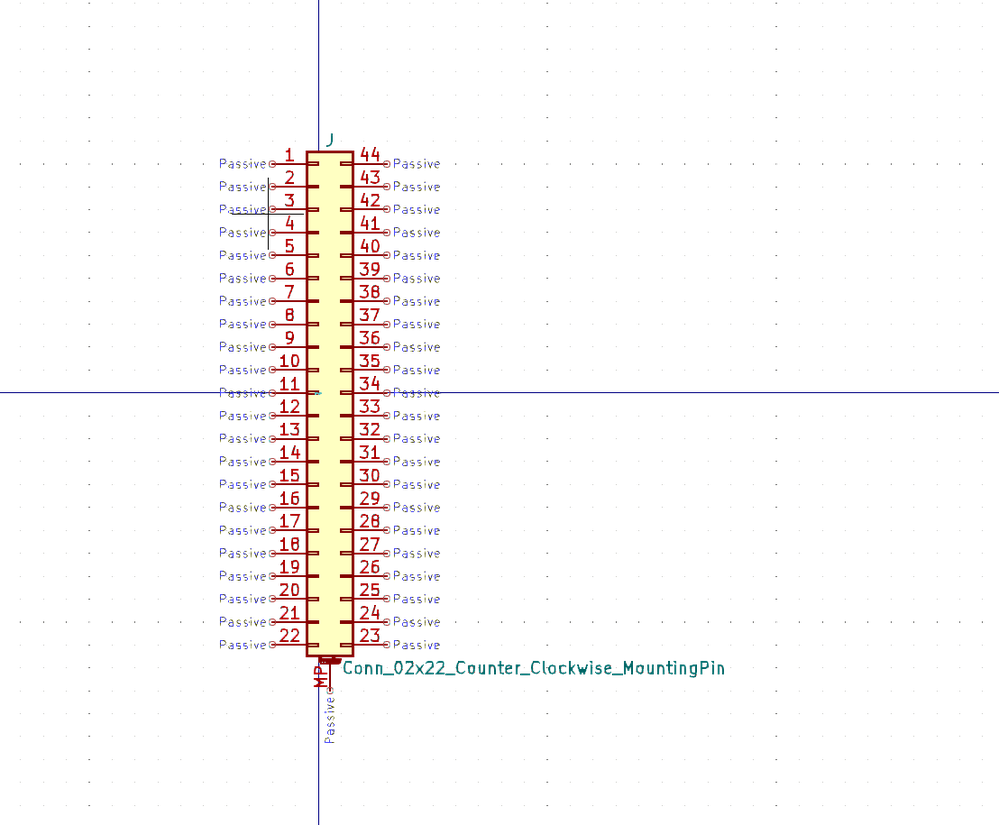 J
Passive 1 44 Passive
Passive 2 43 Passive
Passive 3 42 Passive
Passive 4 41 Passive
Passive 5 40 Passive
Passive 6 39 Passive
Passive 7 38 Passive
Passive 8 37 Passive
Passive 9 36 Passive
Passive 10 35 Passive
Passive 11 34 Passive
Passive 12 33 Passive
Passive 13 32 Passive
Passive 14 31 Passive
Passive 15 30 Passive
Passive 16 29 Passive
Passive 17 28 Passive
Passive 18 27 Passive
Passive 19 26 Passive
Passive 20 25 Passive
Passive 21 24 Passive
Passive 22 23 Passive
MP Conn_02x22_Counter_Clockwise_MountingPin
Passive